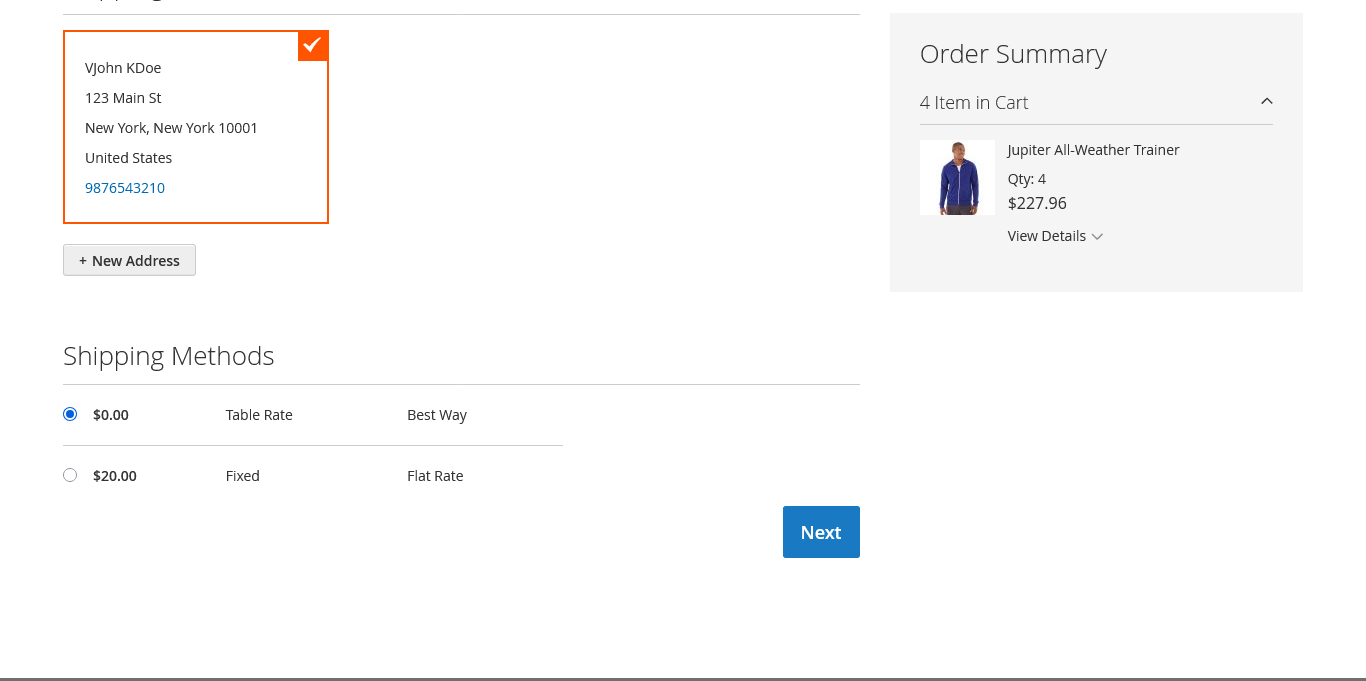 VJohn KDoe
123 Main St
New York, New York 10001
United States
9876543210
+ New Address
Shipping Methods
$0.00 Table Rate Best Way
$20.00 Fixed Flat Rate
Next
Order Summary
4 Item in Cart
Jupiter All-Weather Trainer
Qty: 4
$227.96
View Details